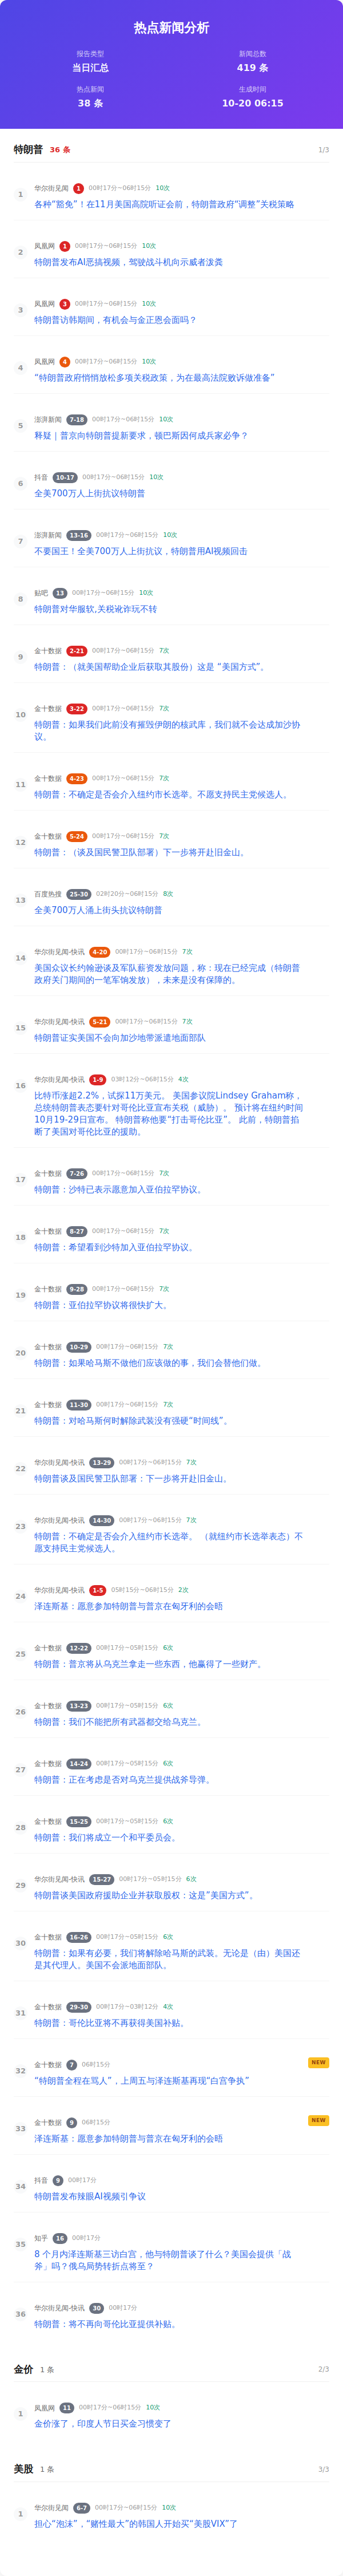 热点新闻分析
报告类型
当日汇总
新闻总数
419 条
热点新闻
38 条
生成时间
10-20 06:15
特朗普 36 条 1/3
1
华尔街见闻 1 00时17分~06时15分 10次
各种“豁免”！在11月美国高院听证会前，特朗普政府“调整”关税策略
2
凤凰网 1 00时17分~06时15分 10次
特朗普发布AI恶搞视频，驾驶战斗机向示威者泼粪
3
凤凰网 3 00时17分~06时15分 10次
特朗普访韩期间，有机会与金正恩会面吗？
4
凤凰网 4 00时17分~06时15分 10次
“特朗普政府悄悄放松多项关税政策，为在最高法院败诉做准备”
5
澎湃新闻 7-18 00时17分~06时15分 10次
释疑｜普京向特朗普提新要求，顿巴斯因何成兵家必争？
6
抖音 10-17 00时17分~06时15分 10次
全美700万人上街抗议特朗普
7
澎湃新闻 13-16 00时17分~06时15分 10次
不要国王！全美700万人上街抗议，特朗普用AI视频回击
8
贴吧 13 00时17分~06时15分 10次
特朗普对华服软,关税讹诈玩不转
9
金十数据 2-21 00时17分~06时15分 7次
特朗普：（就美国帮助企业后获取其股份）这是 “美国方式”。
10
金十数据 3-22 00时17分~06时15分 7次
特朗普：如果我们此前没有摧毁伊朗的核武库，我们就不会达成加沙协
议。
11
金十数据 4-23 00时17分~06时15分 7次
特朗普：不确定是否会介入纽约市长选举。不愿支持民主党候选人。
12
金十数据 5-24 00时17分~06时15分 7次
特朗普：（谈及国民警卫队部署）下一步将开赴旧金山。
13
百度热搜 25-30 02时20分~06时15分 8次
全美700万人涌上街头抗议特朗普
14
华尔街见闻-快讯 4-20 00时17分~06时15分 7次
美国众议长约翰逊谈及军队薪资发放问题，称：现在已经完成（特朗普
政府关门期间的一笔军饷发放），未来是没有保障的。
15
华尔街见闻-快讯 5-21 00时17分~06时15分 7次
特朗普证实美国不会向加沙地带派遣地面部队
16
华尔街见闻-快讯 1-9 03时12分~06时15分 4次
比特币涨超2.2%，试探11万美元。 美国参议院Lindsey Graham称，
总统特朗普表态要针对哥伦比亚宣布关税（威胁）。 预计将在纽约时间
10月19-29日宣布。 特朗普称他要“打击哥伦比亚”。 此前，特朗普掐
断了美国对哥伦比亚的援助。
17
金十数据 7-26 00时17分~06时15分 7次
特朗普：沙特已表示愿意加入亚伯拉罕协议。
18
金十数据 8-27 00时17分~06时15分 7次
特朗普：希望看到沙特加入亚伯拉罕协议。
19
金十数据 9-28 00时17分~06时15分 7次
特朗普：亚伯拉罕协议将很快扩大。
20
金十数据 10-29 00时17分~06时15分 7次
特朗普：如果哈马斯不做他们应该做的事，我们会替他们做。
21
金十数据 11-30 00时17分~06时15分 7次
特朗普：对哈马斯何时解除武装没有强硬“时间线”。
22
华尔街见闻-快讯 13-29 00时17分~06时15分 7次
特朗普谈及国民警卫队部署：下一步将开赴旧金山。
23
华尔街见闻-快讯 14-30 00时17分~06时15分 7次
特朗普：不确定是否会介入纽约市长选举。 （就纽约市长选举表态）不
愿支持民主党候选人。
24
华尔街见闻-快讯 1-5 05时15分~06时15分 2次
泽连斯基：愿意参加特朗普与普京在匈牙利的会晤
25
金十数据 12-22 00时17分~05时15分 6次
特朗普：普京将从乌克兰拿走一些东西，他赢得了一些财产。
26
金十数据 13-23 00时17分~05时15分 6次
特朗普：我们不能把所有武器都交给乌克兰。
27
金十数据 14-24 00时17分~05时15分 6次
特朗普：正在考虑是否对乌克兰提供战斧导弹。
28
金十数据 15-25 00时17分~05时15分 6次
特朗普：我们将成立一个和平委员会。
29
华尔街见闻-快讯 15-27 00时17分~05时15分 6次
特朗普谈美国政府援助企业并获取股权：这是“美国方式”。
30
金十数据 16-26 00时17分~05时15分 6次
特朗普：如果有必要，我们将解除哈马斯的武装。无论是（由）美国还
是其代理人。美国不会派地面部队。
31
金十数据 29-30 00时17分~03时12分 4次
特朗普：哥伦比亚将不再获得美国补贴。
32
金十数据 7 06时15分 NEW
“特朗普全程在骂人”，上周五与泽连斯基再现“白宫争执”
33
金十数据 9 06时15分 NEW
泽连斯基：愿意参加特朗普与普京在匈牙利的会晤
34
抖音 9 00时17分
特朗普发布辣眼AI视频引争议
35
知乎 16 00时17分
8 个月内泽连斯基三访白宫，他与特朗普谈了什么？美国会提供「战
斧」吗？俄乌局势转折点将至？
36
华尔街见闻-快讯 30 00时17分
特朗普：将不再向哥伦比亚提供补贴。
金价 1 条 2/3
1
凤凰网 11 00时17分~06时15分 10次
金价涨了，印度人节日买金习惯变了
美股 1 条 3/3
1
华尔街见闻 6-7 00时17分~06时15分 10次
担心“泡沫”，“赌性最大”的韩国人开始买“美股VIX”了